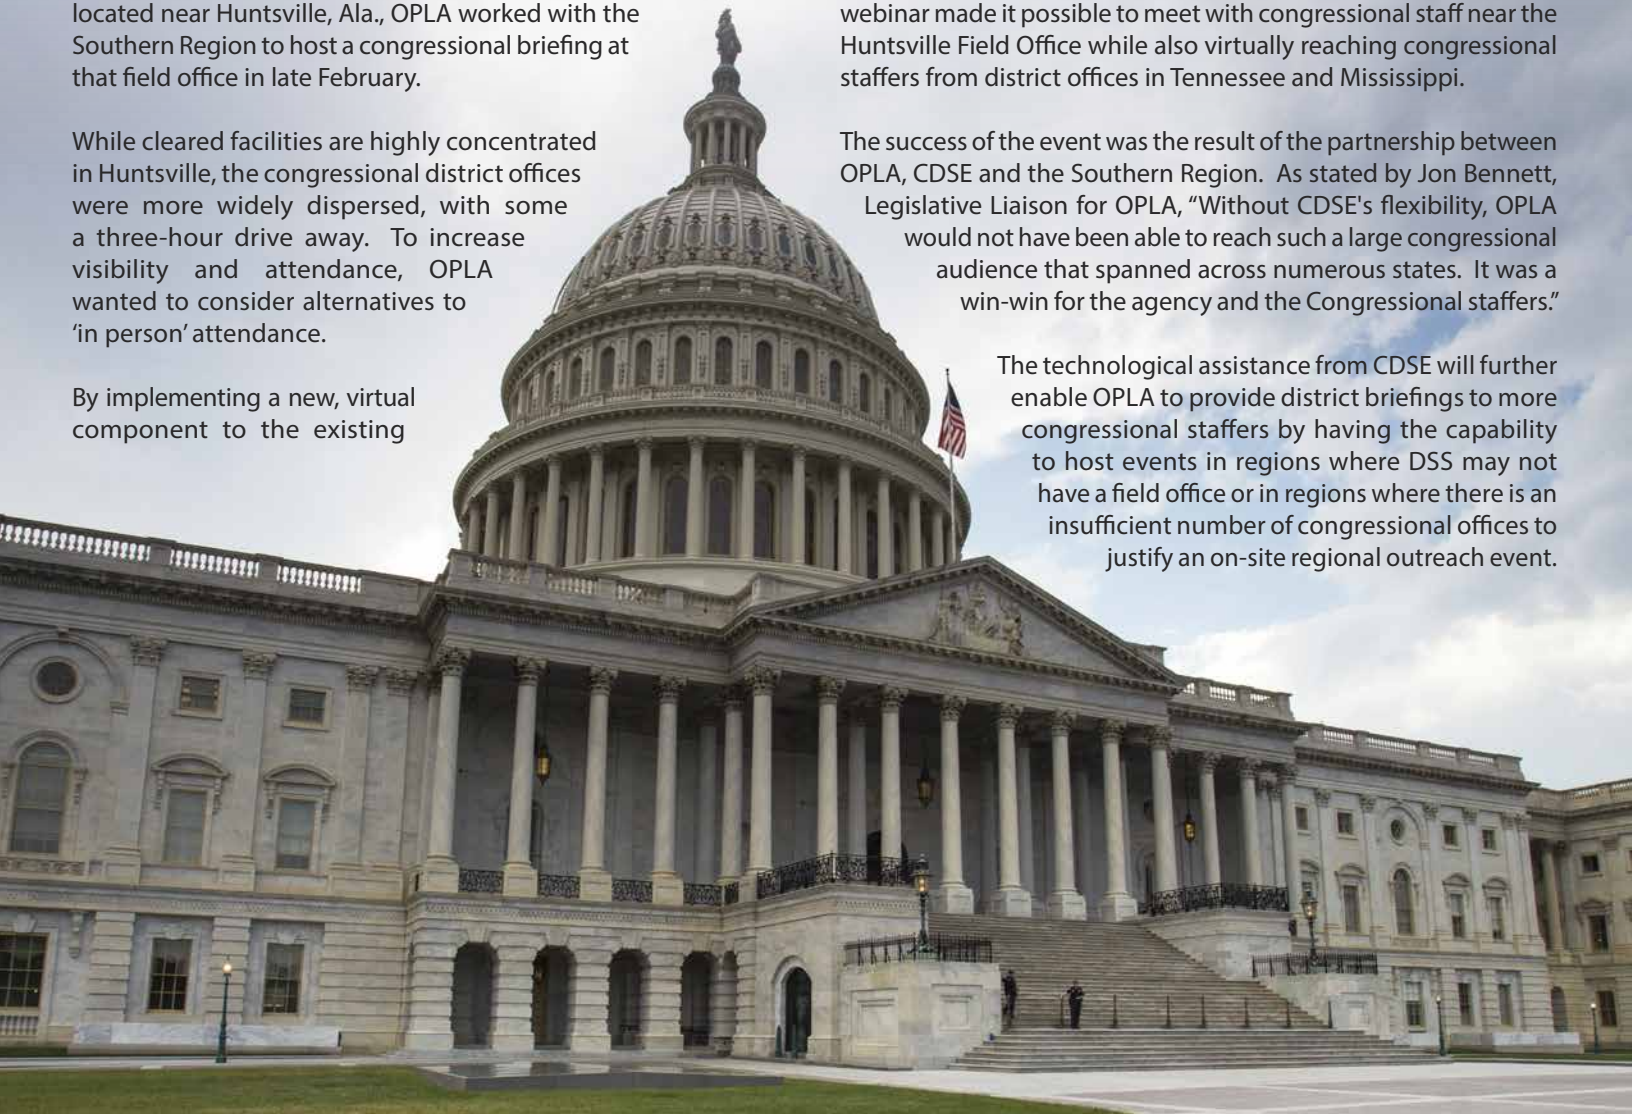 located near Huntsville, Ala., OPLA worked with the
Southern Region to host a congressional briefing at
that field office in late February.
While cleared facilities are highly concentrated
in Huntsville, the congressional district offices
were more widely dispersed, with some
a three-hour drive away. To increase
visibility and attendance, OPLA
wanted to consider alternatives to
‘in person’ attendance.
By implementing a new, virtual
component to the existing
webinar made it possible to meet with congressional staff near the
Huntsville Field Office while also virtually reaching congressional
staffers from district offices in Tennessee and Mississippi.
The success of the event was the result of the partnership between
OPLA, CDSE and the Southern Region. As stated by Jon Bennett,
Legislative Liaison for OPLA, “Without CDSE's flexibility, OPLA
would not have been able to reach such a large congressional
audience that spanned across numerous states. It was a
win-win for the agency and the Congressional staffers.”
The technological assistance from CDSE will further
enable OPLA to provide district briefings to more
congressional staffers by having the capability
to host events in regions where DSS may not
have a field office or in regions where there is an
insufficient number of congressional offices to
justify an on-site regional outreach event.